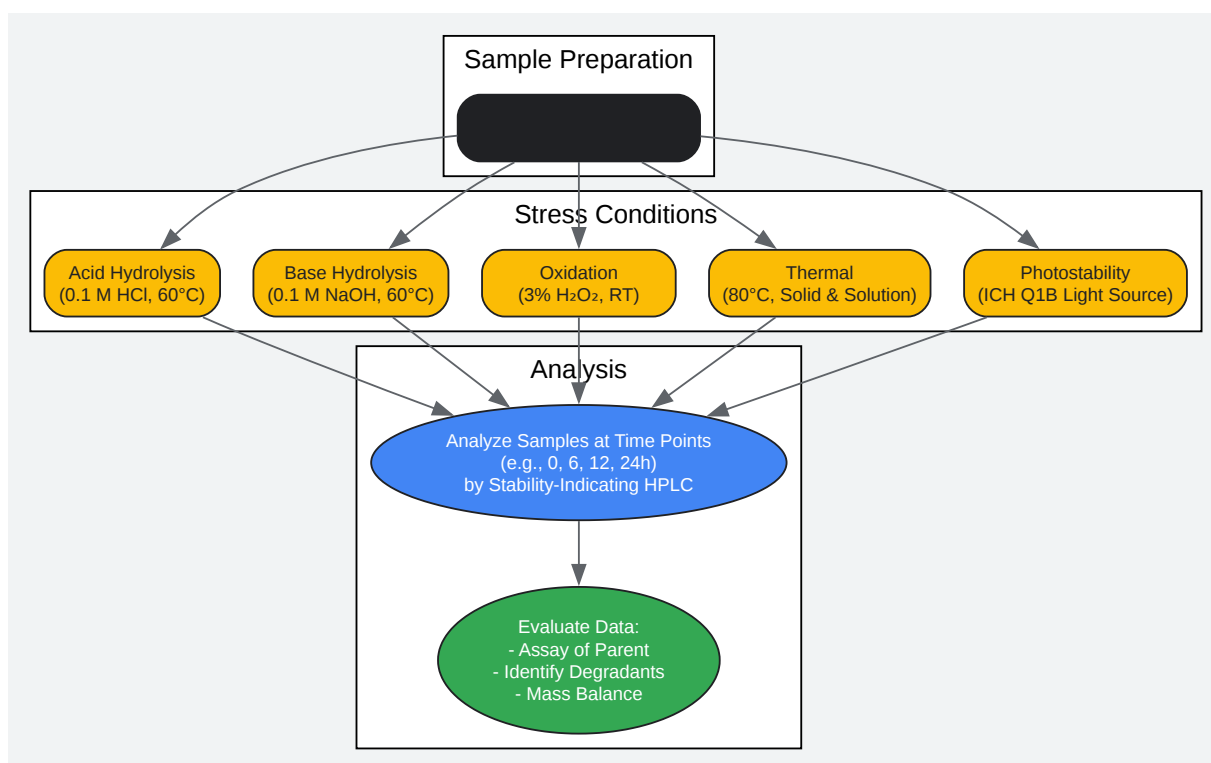 Sample Preparation
Stress Conditions
Acid Hydrolysis
(0.1 M HCl, 60°C)
Base Hydrolysis
(0.1 M NaOH, 60°C)
Oxidation
(3% H₂O₂, RT)
Thermal
(80°C, Solid & Solution)
Photostability
(ICH Q1B Light Source)
Analysis
Analyze Samples at Time Points
(e.g., 0, 6, 12, 24h)
by Stability-Indicating HPLC
Evaluate Data:
- Assay of Parent
- Identify Degradants
- Mass Balance